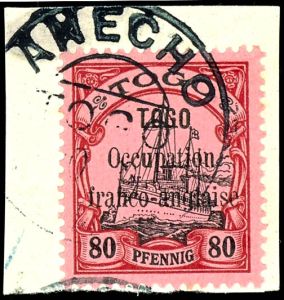 ANECHO
TOGO
TOGO
Occupation
franco-anglaise
80 PFENNIG 80